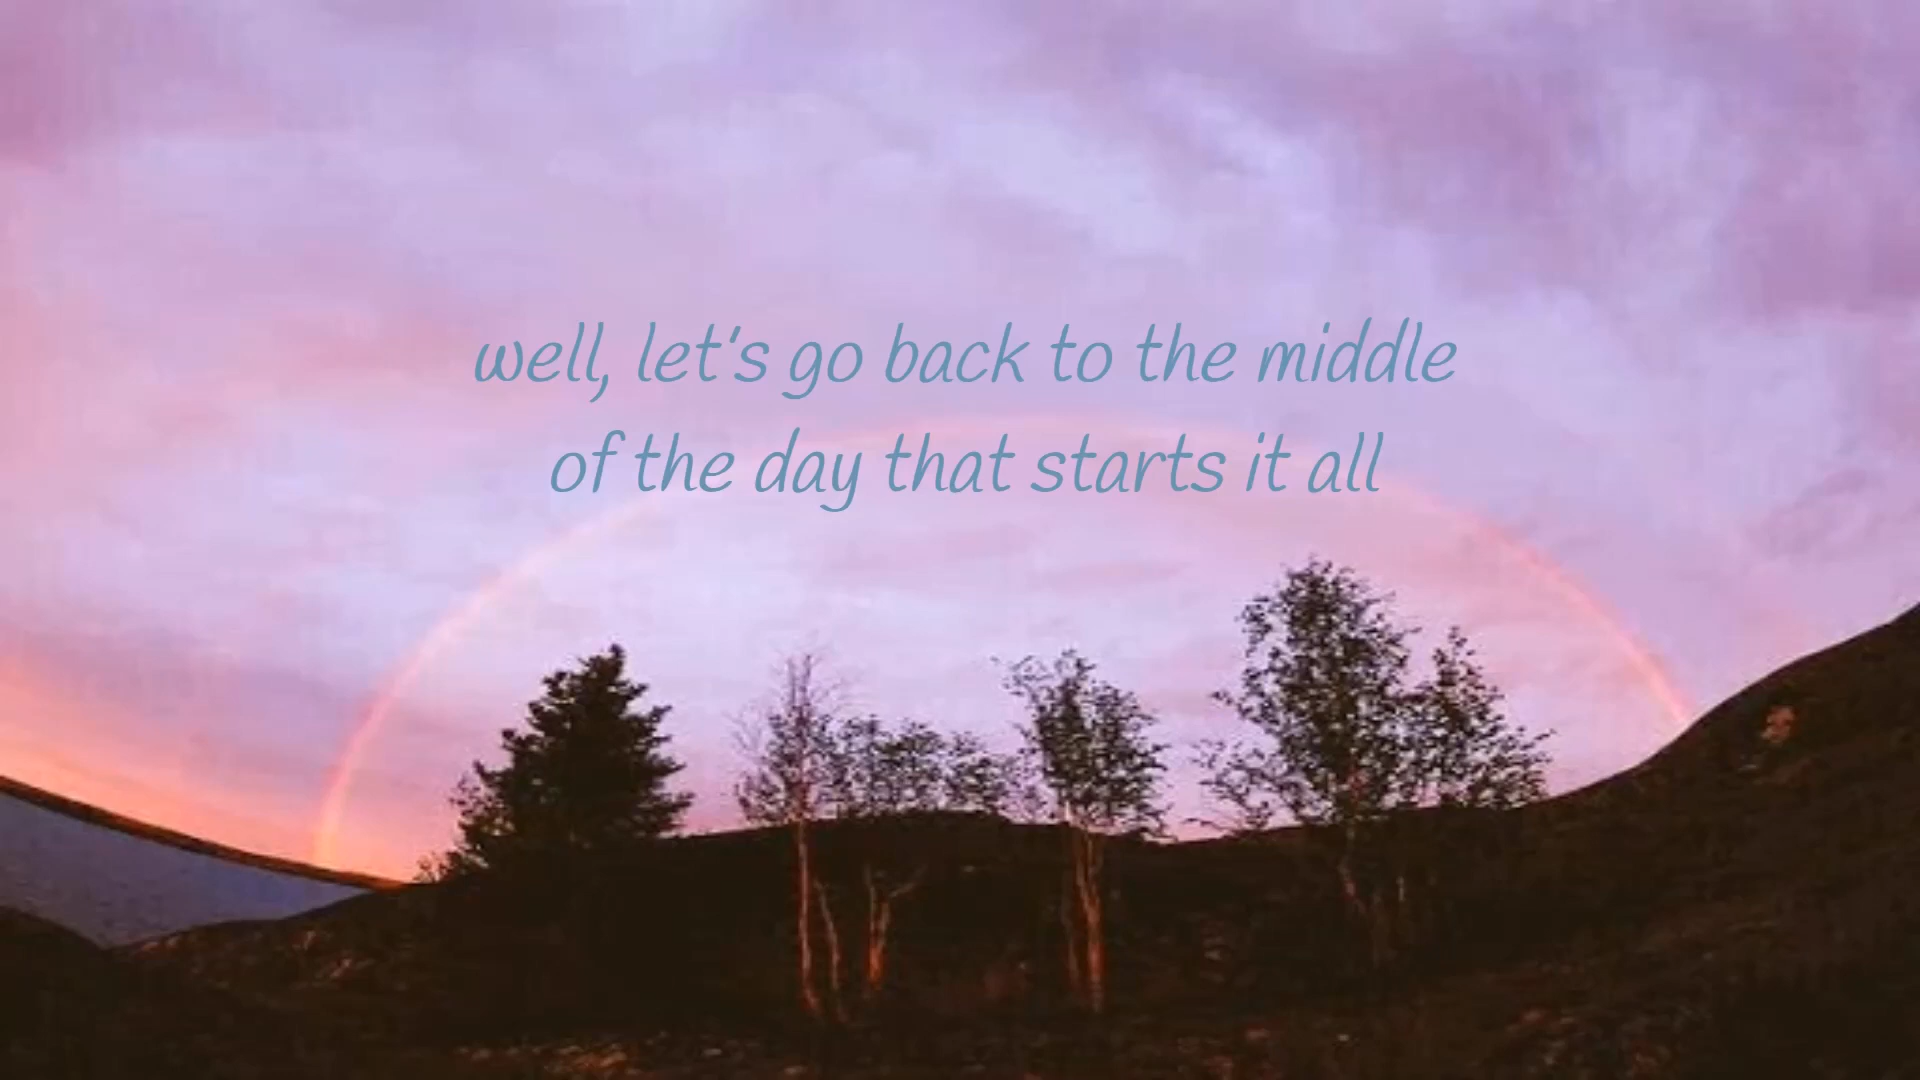 well, let's go back to the middle
of the day that starts it all